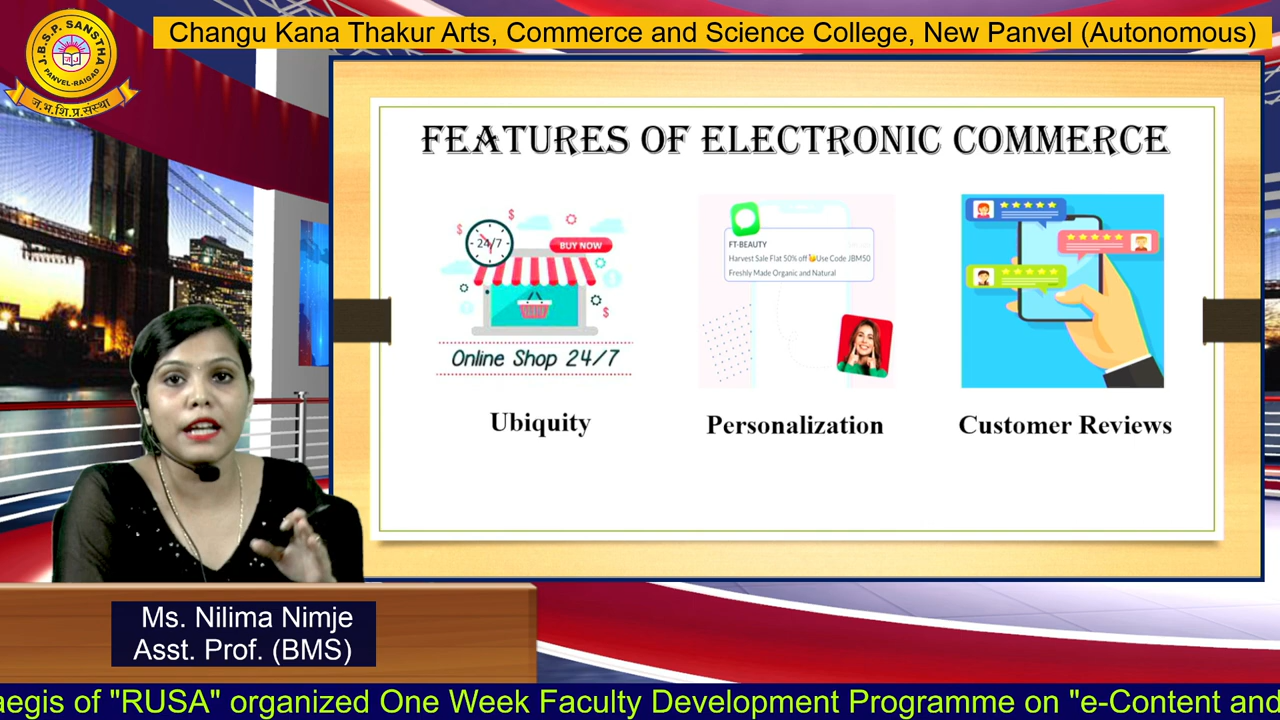 J.B.S.P. SANSTHA
PANVEL-RAIGAD
ज.भ.शि.प्र.संस्था
Changu Kana Thakur Arts, Commerce and Science College, New Panvel (Autonomous)
FEATURES OF ELECTRONIC COMMERCE
24/7
BUY NOW
Online Shop 24/7
FT-BEAUTY
Harvest Sale Flat 50% off Use Code JBM50
Freshly Made Organic and Natural
Ubiquity
Personalization
Customer Reviews
Ms. Nilima Nimje
Asst. Prof. (BMS)
aegis of "RUSA" organized One Week Faculty Development Programme on "e-Content and